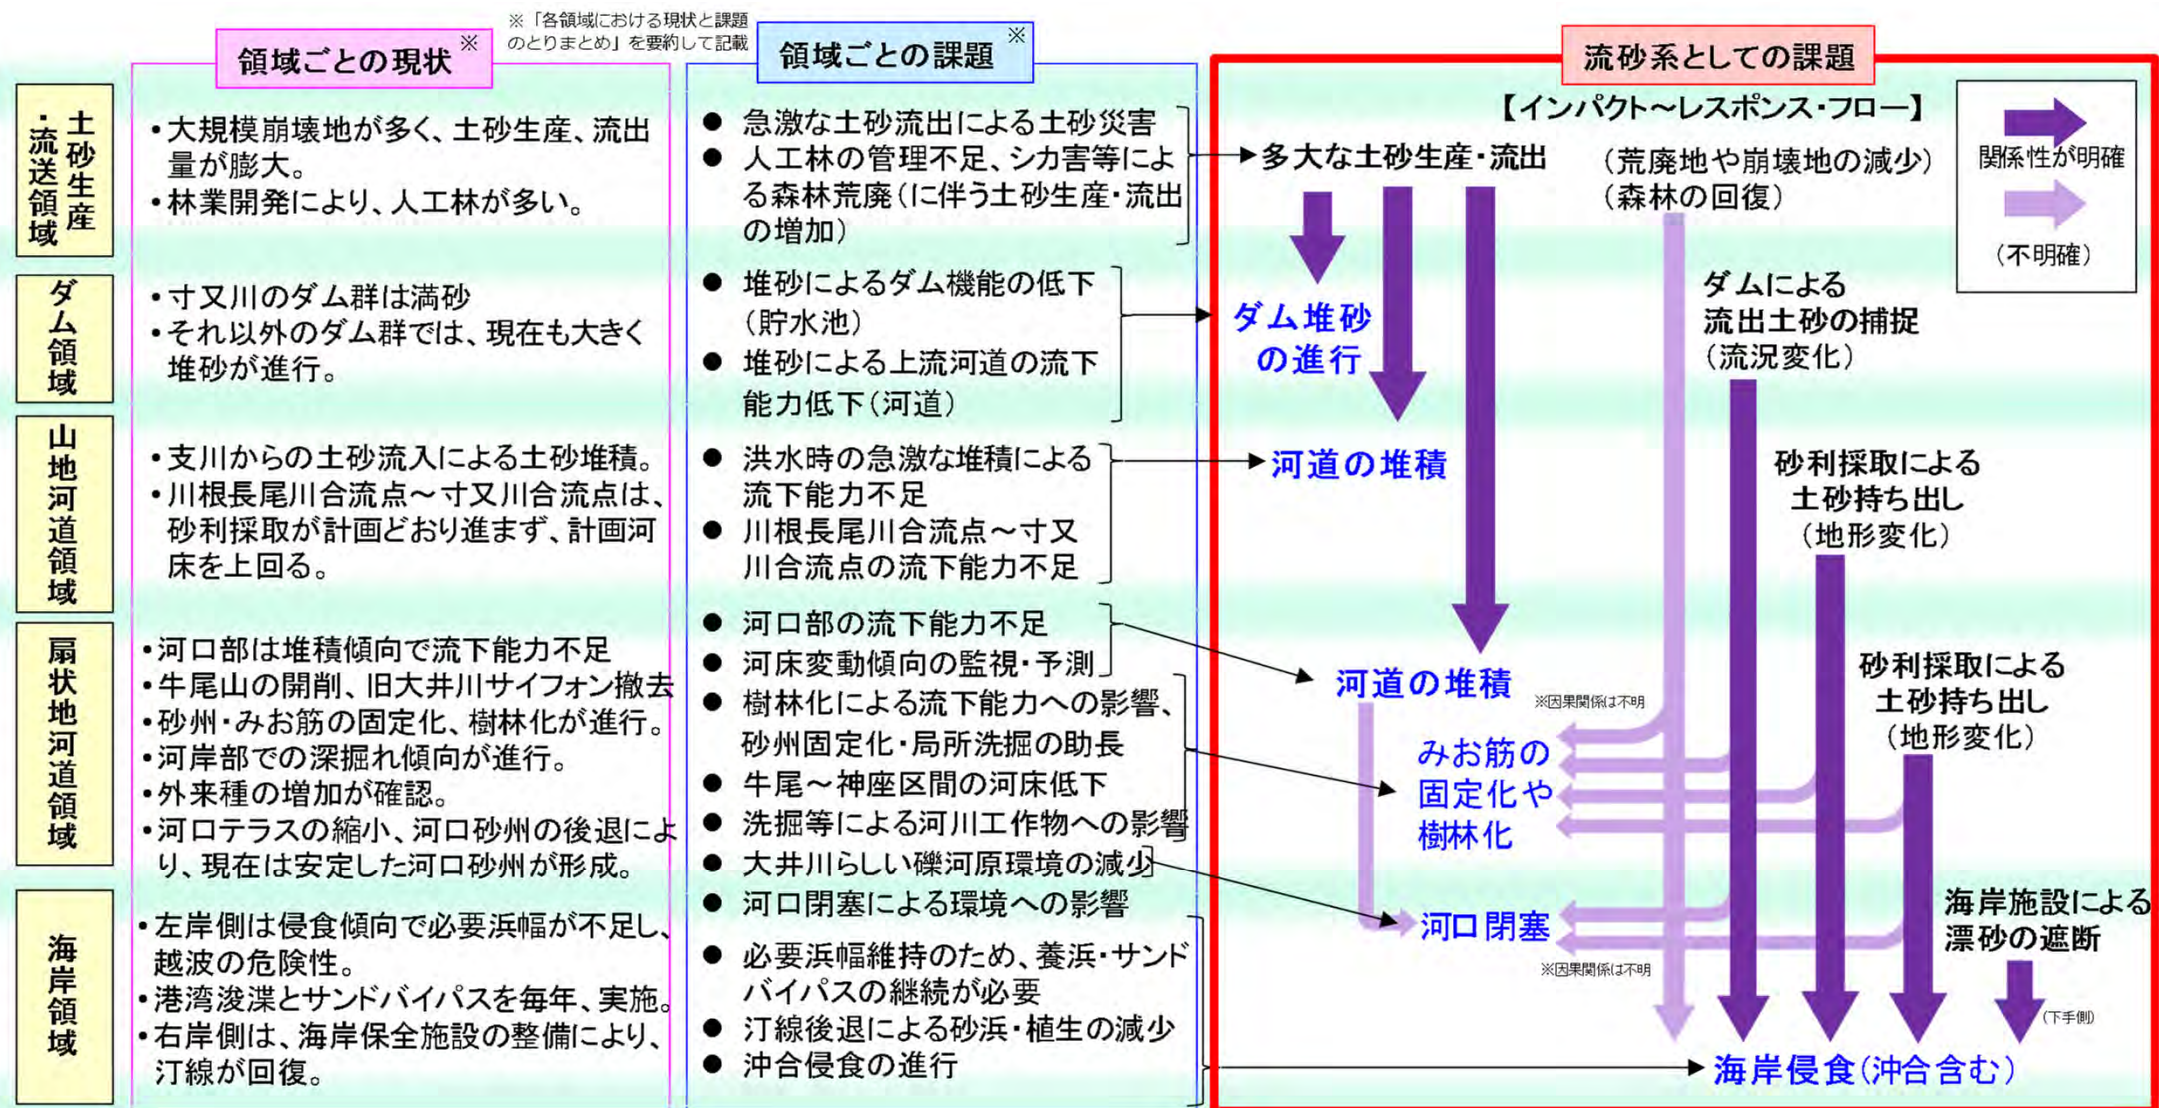 ※「各領域における現状と課題
のとりまとめ」を要約して記載
領域ごとの現状※
領域ごとの課題※
流砂系としての課題
土砂生産
・流送領域
・大規模崩壊地が多く、土砂生産、流出
量が膨大。
・林業開発により、人工林が多い。
● 急激な土砂流出による土砂災害
● 人工林の管理不足、シカ害等によ
る森林荒廃(に伴う土砂生産・流出
の増加)
ダム領域
・寸又川のダム群は満砂
・それ以外のダム群では、現在も大きく
堆砂が進行。
● 堆砂によるダム機能の低下
(貯水池)
● 堆砂による上流河道の流下
能力低下(河道)
山地河道領域
・支川からの土砂流入による土砂堆積。
・川根長尾川合流点~寸又川合流点は、
砂利採取が計画どおり進まず、計画河
床を上回る。
● 洪水時の急激な堆積による
流下能力不足
● 川根長尾川合流点~寸又
川合流点の流下能力不足
扇状地河道領域
・河口部は堆積傾向で流下能力不足
・牛尾山の開削、旧大井川サイフォン撤去
・砂州・みお筋の固定化、樹林化が進行。
・河岸部での深掘れ傾向が進行。
・外来種の増加が確認。
・河口テラスの縮小、河口砂州の後退によ
り、現在は安定した河口砂州が形成。
● 河口部の流下能力不足
● 河床変動傾向の監視・予測
● 樹林化による流下能力への影響、
砂州固定化・局所洗掘の助長
● 牛尾~神座区間の河床低下
● 洗掘等による河川工作物への影響
● 大井川らしい礫河原環境の減少
● 河口閉塞による環境への影響
海岸領域
・左岸側は侵食傾向で必要浜幅が不足し、
越波の危険性。
・港湾浚渫とサンドバイパスを毎年、実施。
・右岸側は、海岸保全施設の整備により、
汀線が回復。
● 必要浜幅維持のため、養浜・サンド
バイパスの継続が必要
● 汀線後退による砂浜・植生の減少
● 沖合侵食の進行
【インパクト~レスポンス・フロー】
関係性が明確
(不明確)
多大な土砂生産・流出
(荒廃地や崩壊地の減少)
(森林の回復)
ダム堆砂
の進行
ダムによる
流出土砂の捕捉
(流況変化)
河道の堆積
砂利採取による
土砂持ち出し
(地形変化)
河道の堆積
砂利採取による
土砂持ち出し
(地形変化)
※因果関係は不明
みお筋の
固定化や
樹林化
河口閉塞
※因果関係は不明
海岸施設による
漂砂の遮断
(下手側)
海岸侵食(沖合含む)